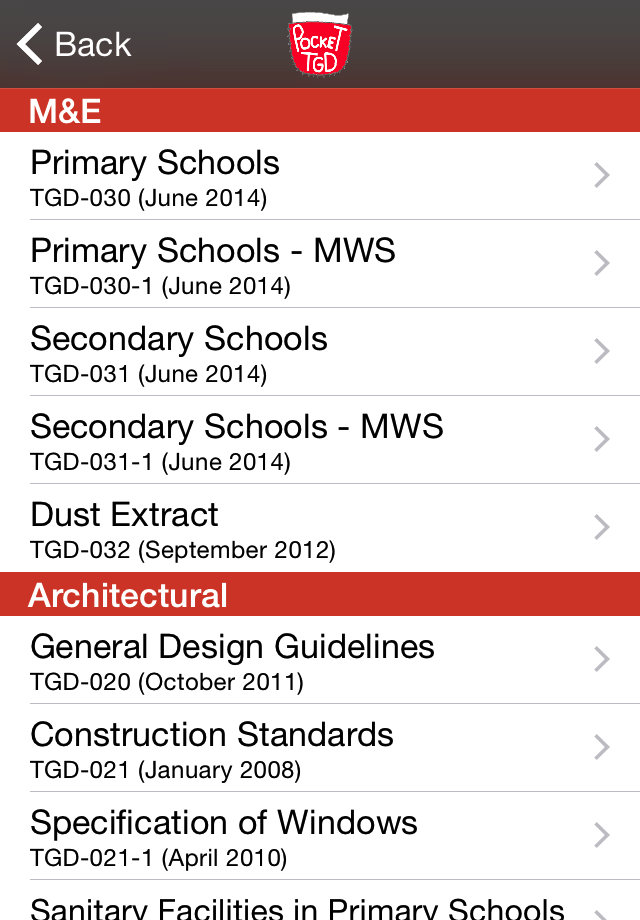 Back
POCKET
TGD
M&E
Primary Schools
TGD-030 (June 2014)
Primary Schools - MWS
TGD-030-1 (June 2014)
Secondary Schools
TGD-031 (June 2014)
Secondary Schools - MWS
TGD-031-1 (June 2014)
Dust Extract
TGD-032 (September 2012)
Architectural
General Design Guidelines
TGD-020 (October 2011)
Construction Standards
TGD-021 (January 2008)
Specification of Windows
TGD-021-1 (April 2010)
Sanitary Facilities in Primary Schools